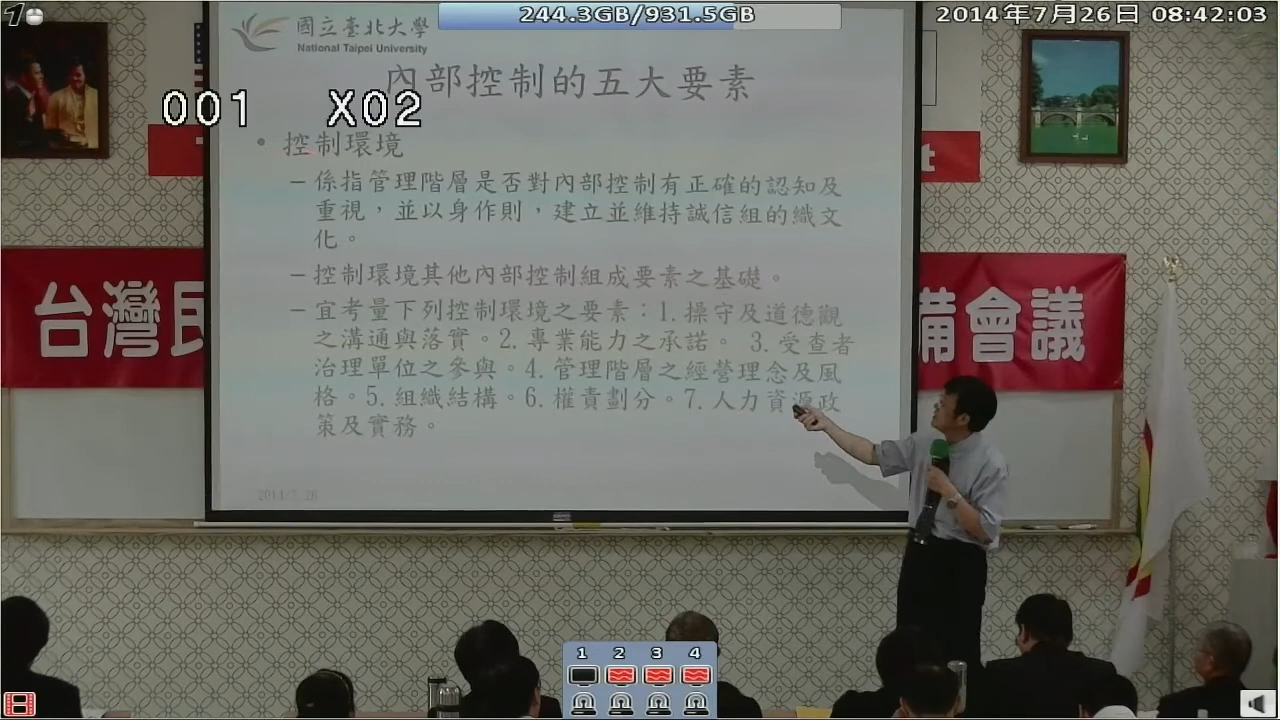 244.3GB/931.5GB
2014年7月26日 08:42:03
國立臺北大學
National Taipei University
內部控制的五大要素
001 X02
• 控制環境
– 係指管理階層是否對內部控制有正確的認知及
重視，並以身作則，建立並維持誠信組的織文
化。
– 控制環境其他內部控制組成要素之基礎。
– 宜考量下列控制環境之要素：1. 操守及道德觀
之溝通與落實。2. 專業能力之承諾。 3. 受查者
治理單位之參與。4. 管理階層之經營理念及風
格。5. 組織結構。6. 權責劃分。7. 人力資源政
策及實務。
2014/7/26
台灣民
備會議
t
1 2 3 4